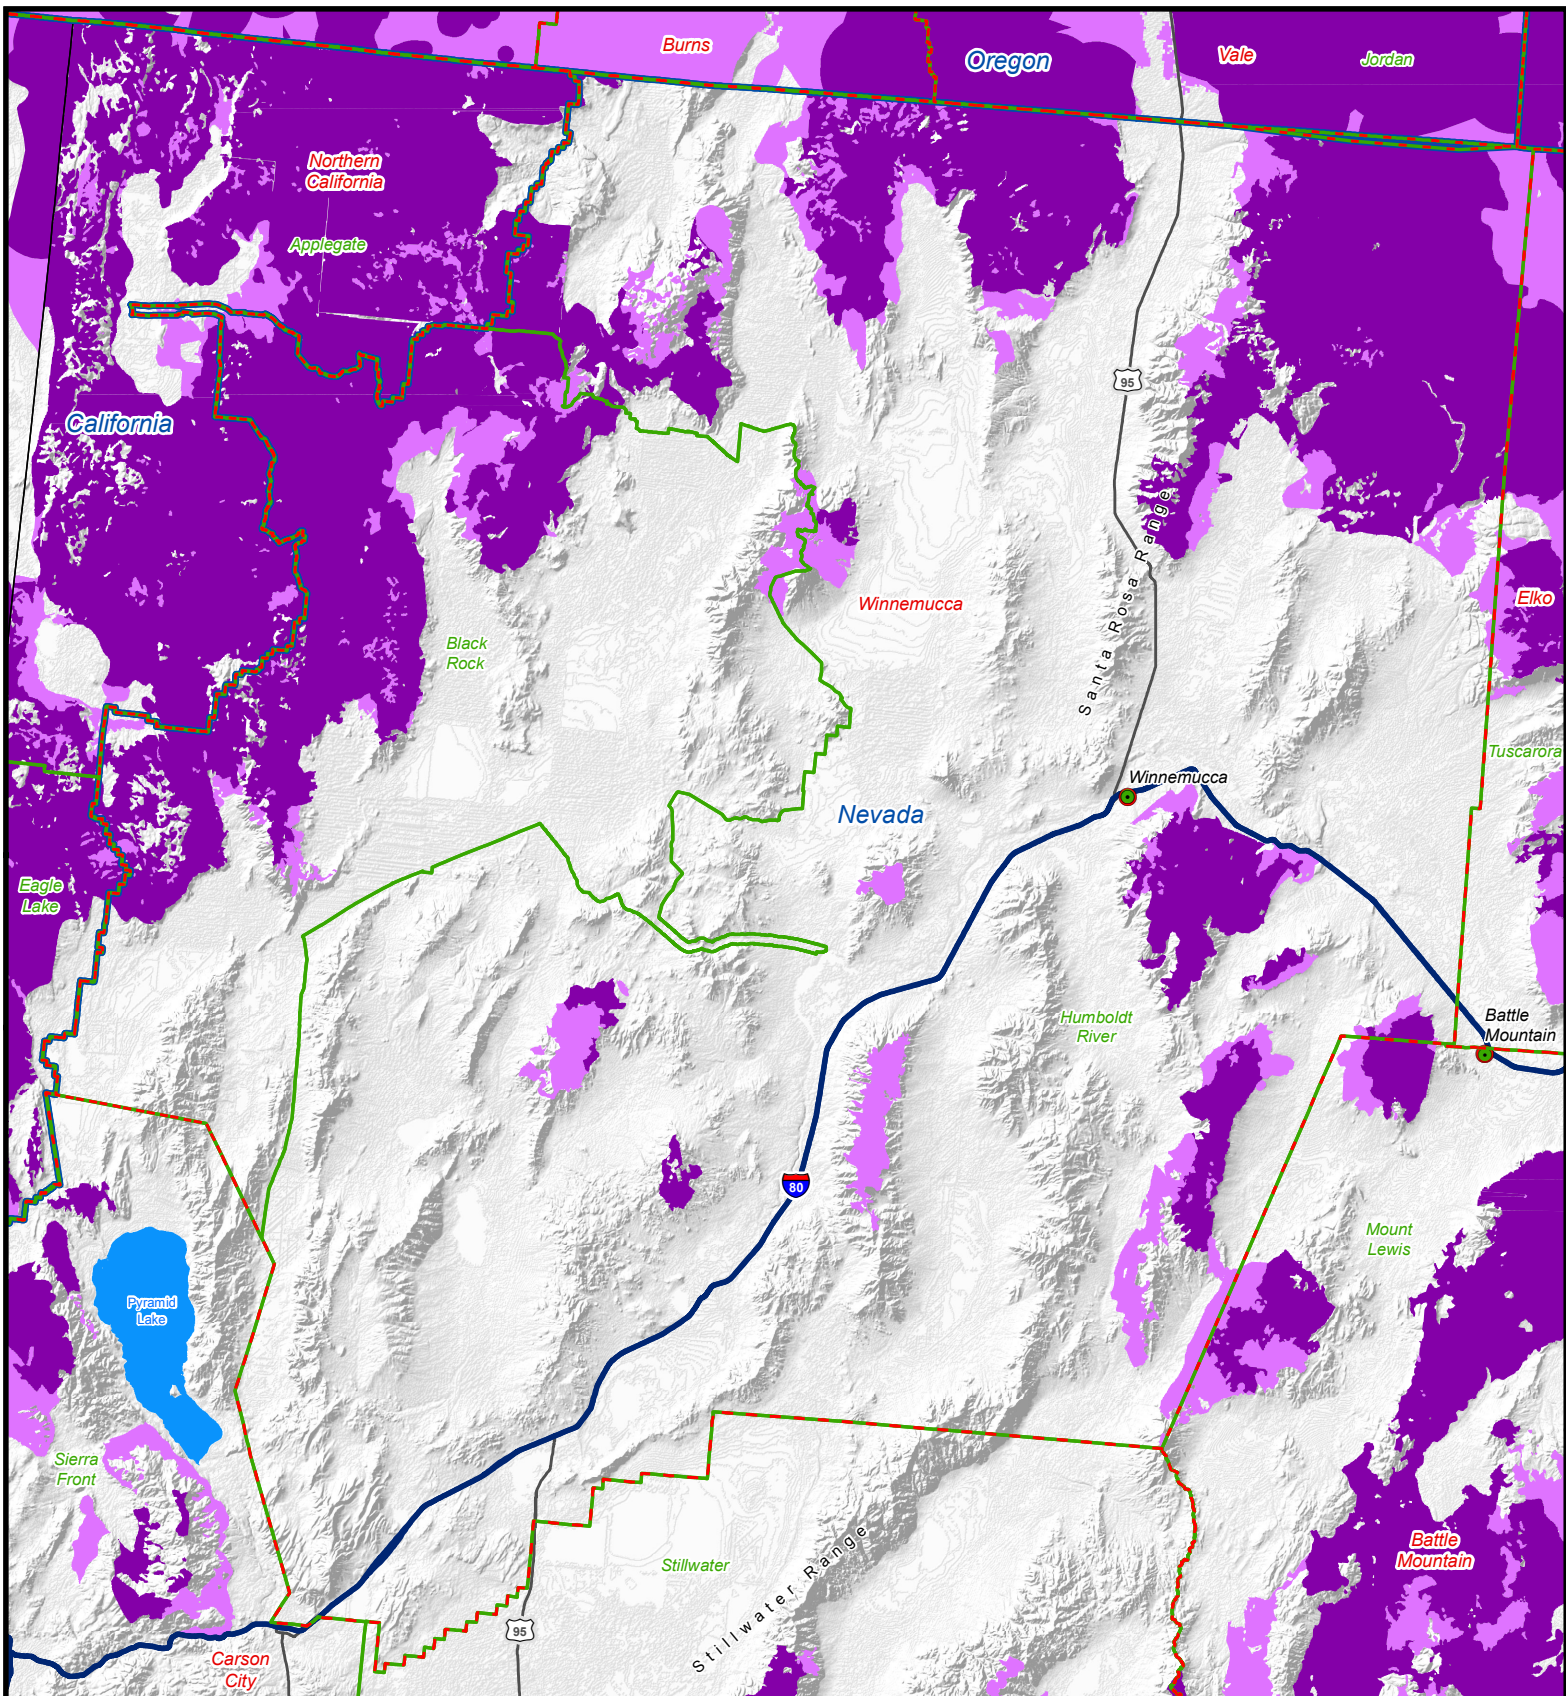 Burns
Oregon
Vale
Jordan
Northern
California
Applegate
95
California
Santa Rosa Range
Winnemucca
Elko
Black
Rock
Tuscarora
Winnemucca
Nevada
Eagle
Lake
Humboldt
River
Battle
Mountain
80
Mount
Lewis
Pyramid
Lake
Sierra
Front
Stillwater
Battle
Mountain
Stillwater Range
95
Carson
City